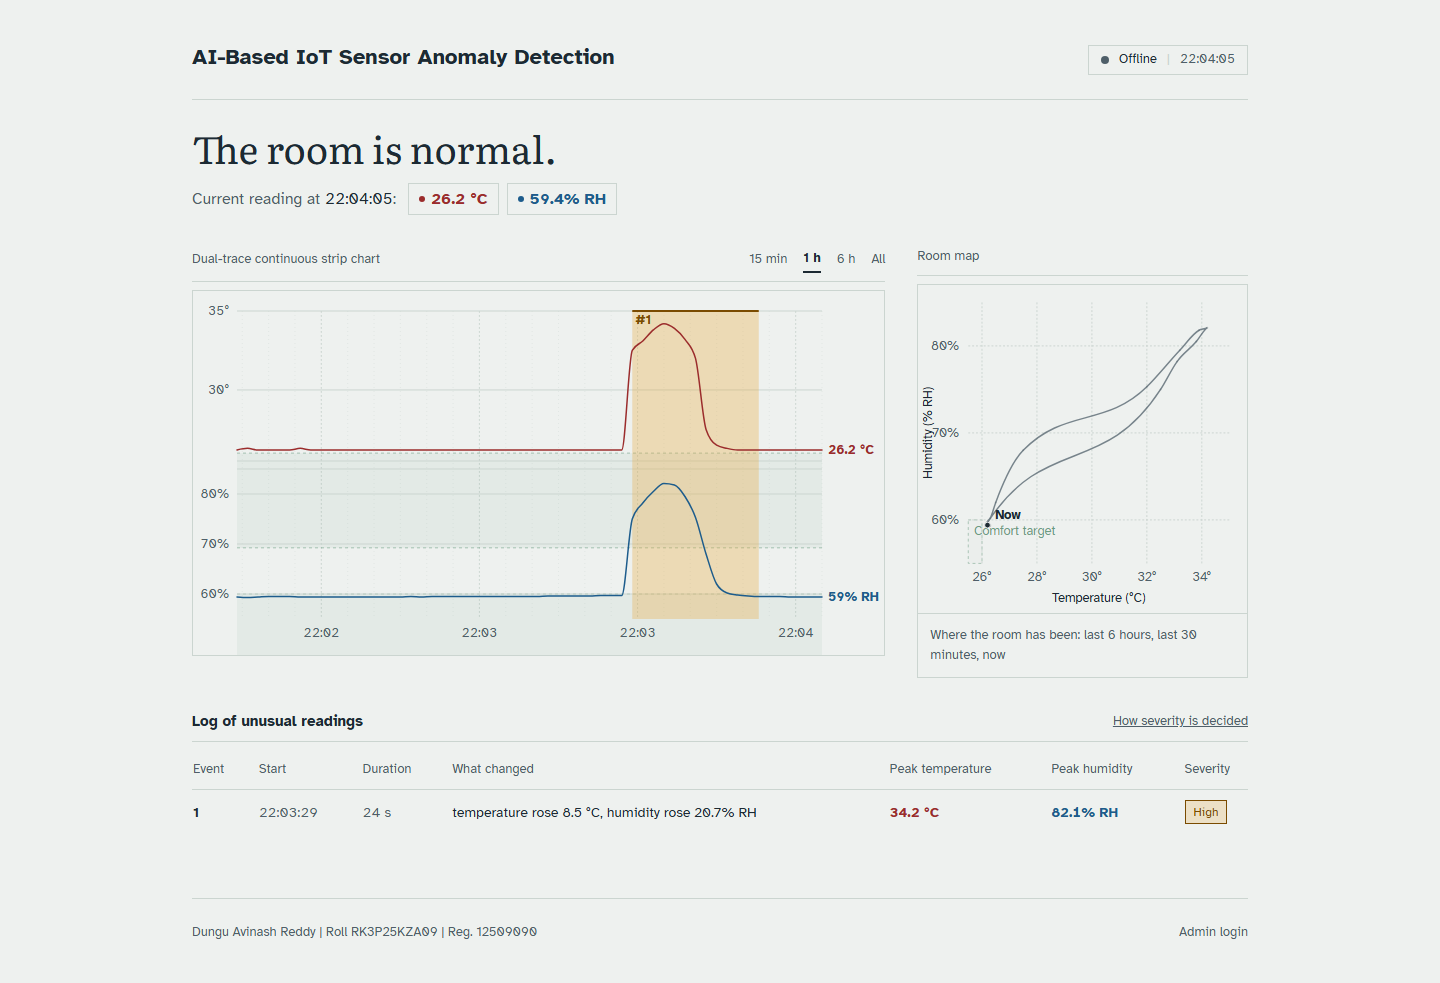 AI-Based IoT Sensor Anomaly Detection
Offline | 22:04:05
The room is normal.
Current reading at 22:04:05: 26.2 °C 59.4% RH
Dual-trace continuous strip chart
15 min 1 h 6 h All
35°
30°
#1
26.2 °C
80%
70%
60%
59% RH
22:02 22:03 22:03 22:04
Room map
80%
70%
60%
Humidity (% RH)
Now
Comfort target
26° 28° 30° 32° 34°
Temperature (°C)
Where the room has been: last 6 hours, last 30
minutes, now
Log of unusual readings
How severity is decided
Event Start Duration What changed Peak temperature Peak humidity Severity
1 22:03:29 24 s temperature rose 8.5 °C, humidity rose 20.7% RH 34.2 °C 82.1% RH High
Dungu Avinash Reddy | Roll RK3P25KZA09 | Reg. 12509090
Admin login